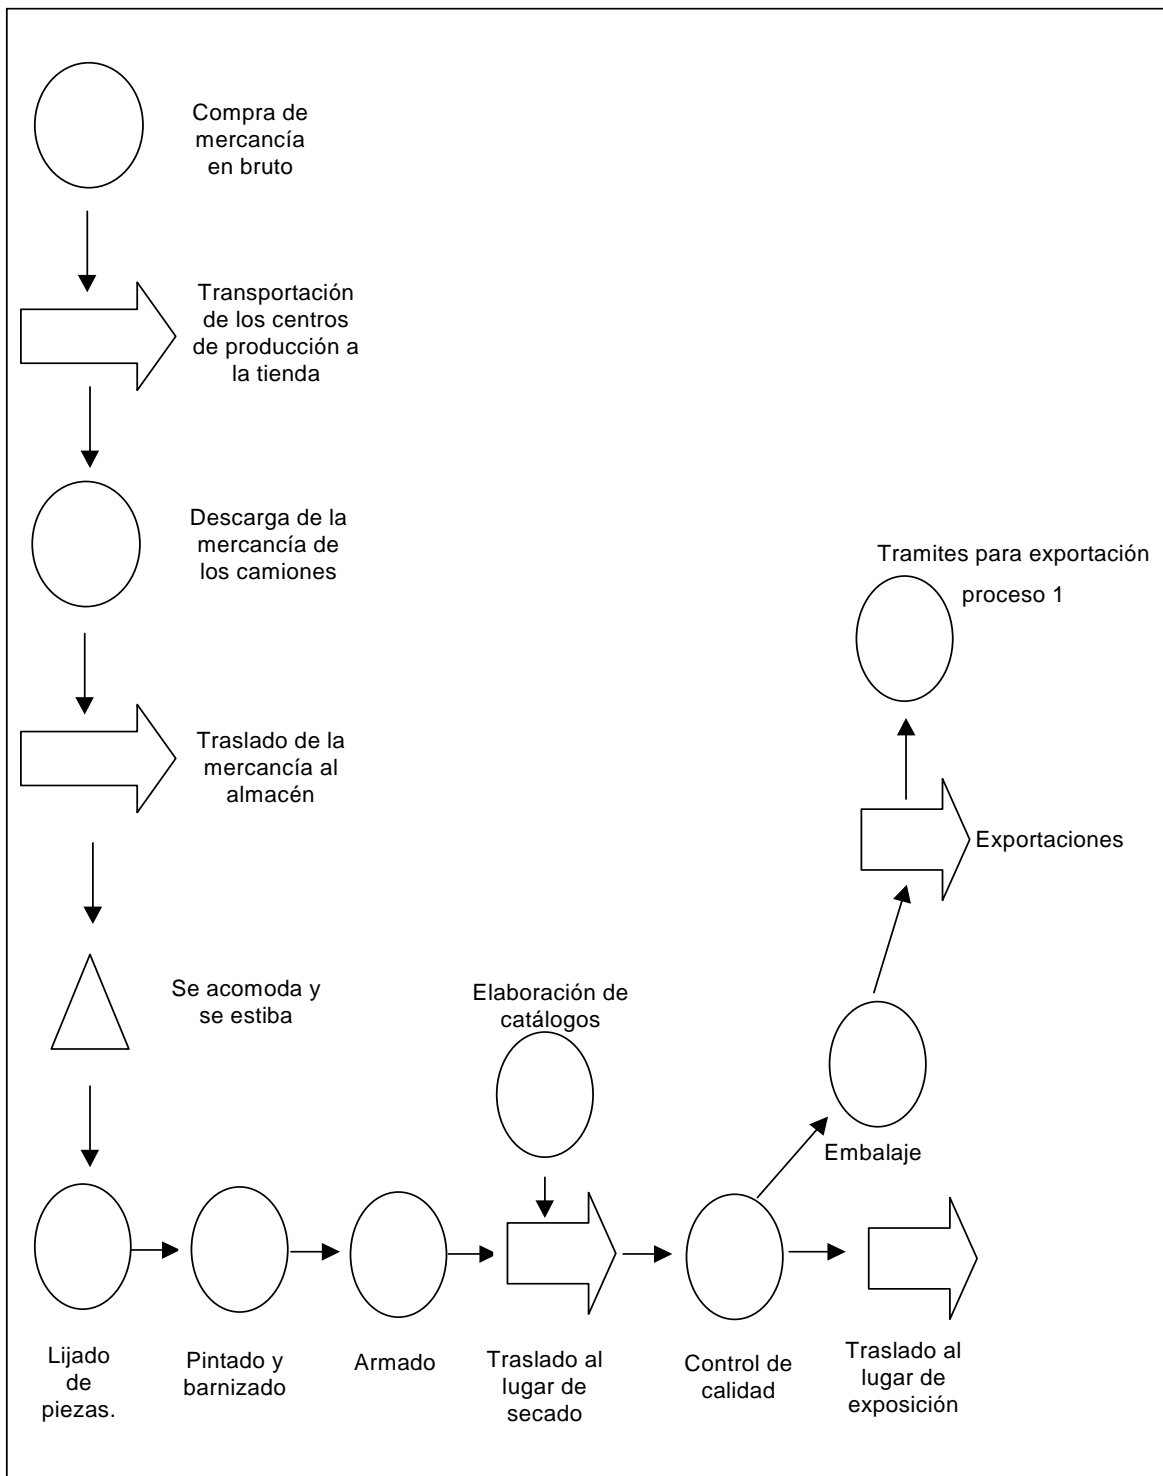 Compra de
mercancía
en bruto
Transportación
de los centros
de producción a
la tienda
Descarga de la
mercancía de
los camiones
Tramites para exportación
proceso 1
Traslado de la
mercancía al
almacén
Exportaciones
Se acomoda y
se estiba
Elaboración de
catálogos
Embalaje
Lijado
de
piezas.
Pintado y
barnizado
Armado
Traslado al
lugar de
secado
Control de
calidad
Traslado al
lugar de
exposición